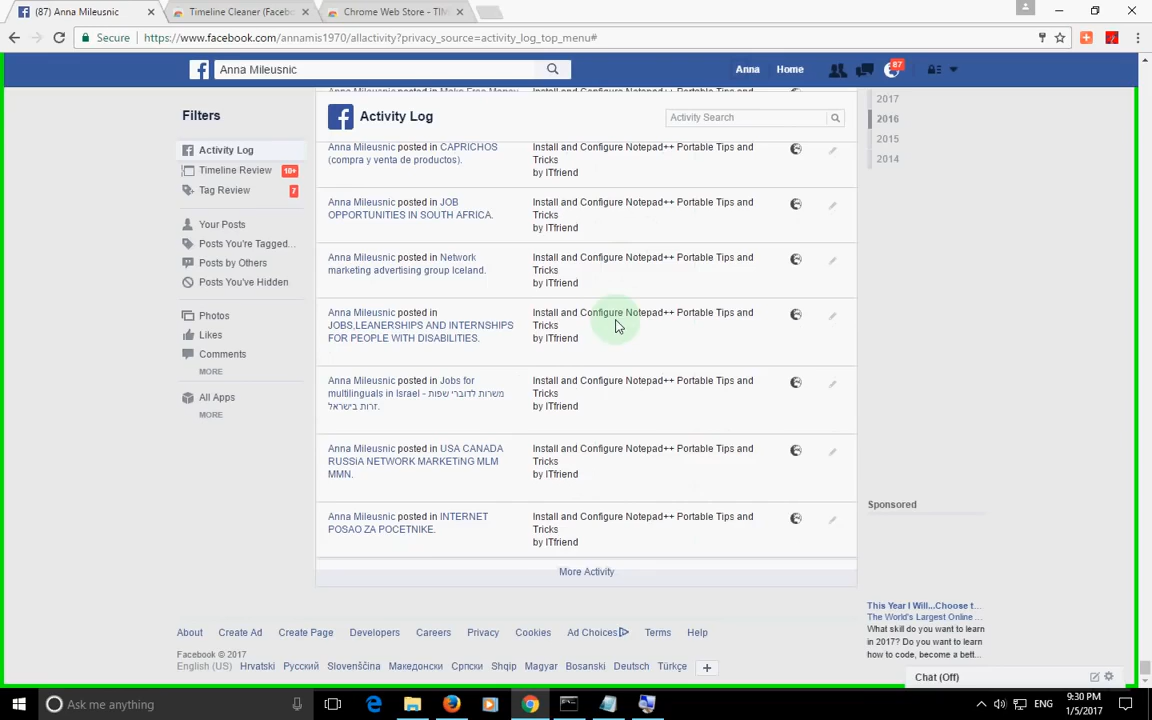 (87) Anna Mileusnic
Timeline Cleaner (Facebo
Chrome Web Store - TIM
Secure
https://www.facebook.com/annamis1970/allactivity?privacy_source=activity_log_top_menu#
Anna Mileusnic
Anna
Home
87
Filters
Activity Log
Timeline Review
10+
Tag Review
7
Your Posts
Posts You're Tagged...
Posts by Others
Posts You've Hidden
Photos
Likes
Comments
MORE
All Apps
MORE
Activity Log
Activity Search
Install and Configure Notepad++ Portable Tips and
Anna Mileusnic posted in CAPRICHOS
(compra y venta de productos).
Install and Configure Notepad++ Portable Tips and
Tricks
by ITfriend
Anna Mileusnic posted in JOB
OPPORTUNITIES IN SOUTH AFRICA.
Install and Configure Notepad++ Portable Tips and
Tricks
by ITfriend
Anna Mileusnic posted in Network
marketing advertising group Iceland.
Install and Configure Notepad++ Portable Tips and
Tricks
by ITfriend
Anna Mileusnic posted in
JOBS,LEANERSHIPS AND INTERNSHIPS
FOR PEOPLE WITH DISABILITIES.
Install and Configure Notepad++ Portable Tips and
Tricks
by ITfriend
Anna Mileusnic posted in Jobs for
multilinguals in Israel - משרות לדוברי שפות
זרות בישראל.
Install and Configure Notepad++ Portable Tips and
Tricks
by ITfriend
Anna Mileusnic posted in USA CANADA
RUSSiA NETWORK MARKETiNG MLM
MMN.
Install and Configure Notepad++ Portable Tips and
Tricks
by ITfriend
Anna Mileusnic posted in INTERNET
POSAO ZA POCETNIKE.
Install and Configure Notepad++ Portable Tips and
Tricks
by ITfriend
More Activity
2017
2016
2015
2014
Sponsored
This Year I Will...Choose t...
The World's Largest Online ...
What skill do you want to learn
in 2017? Do you want to learn
how to code, become a bett...
About
Create Ad
Create Page
Developers
Careers
Privacy
Cookies
Ad Choices
Terms
Help
Facebook © 2017
English (US)
Hrvatski
Русский
Slovenščina
Македонски
Српски
Shqip
Magyar
Bosanski
Deutsch
Türkçe
Chat (Off)
Ask me anything
ENG
9:30 PM
1/5/2017